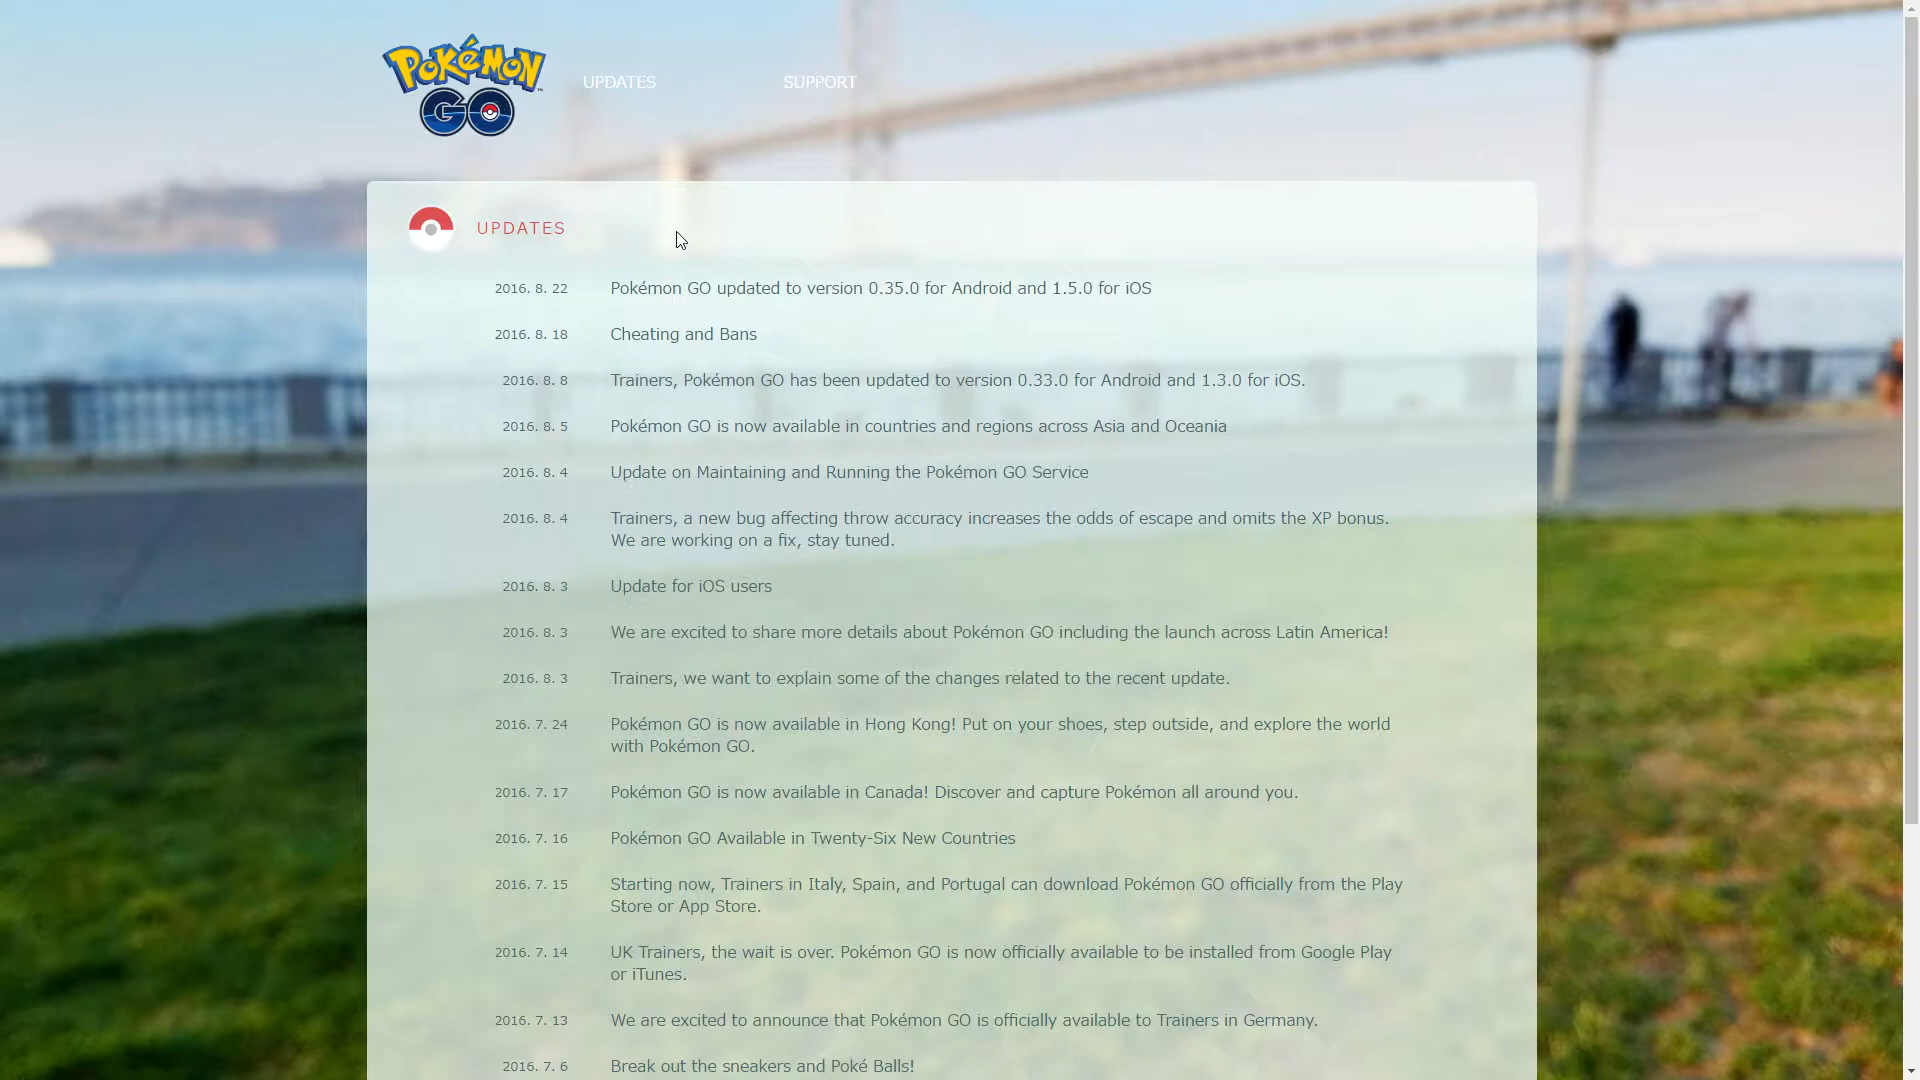 POKÉMON
GO
UPDATES
SUPPORT
UPDATES
2016. 8. 22 Pokémon GO updated to version 0.35.0 for Android and 1.5.0 for iOS
2016. 8. 18 Cheating and Bans
2016. 8. 8 Trainers, Pokémon GO has been updated to version 0.33.0 for Android and 1.3.0 for iOS.
2016. 8. 5 Pokémon GO is now available in countries and regions across Asia and Oceania
2016. 8. 4 Update on Maintaining and Running the Pokémon GO Service
2016. 8. 4 Trainers, a new bug affecting throw accuracy increases the odds of escape and omits the XP bonus.
We are working on a fix, stay tuned.
2016. 8. 3 Update for iOS users
2016. 8. 3 We are excited to share more details about Pokémon GO including the launch across Latin America!
2016. 8. 3 Trainers, we want to explain some of the changes related to the recent update.
2016. 7. 24 Pokémon GO is now available in Hong Kong! Put on your shoes, step outside, and explore the world
with Pokémon GO.
2016. 7. 17 Pokémon GO is now available in Canada! Discover and capture Pokémon all around you.
2016. 7. 16 Pokémon GO Available in Twenty-Six New Countries
2016. 7. 15 Starting now, Trainers in Italy, Spain, and Portugal can download Pokémon GO officially from the Play
Store or App Store.
2016. 7. 14 UK Trainers, the wait is over. Pokémon GO is now officially available to be installed from Google Play
or iTunes.
2016. 7. 13 We are excited to announce that Pokémon GO is officially available to Trainers in Germany.
2016. 7. 6 Break out the sneakers and Poké Balls!